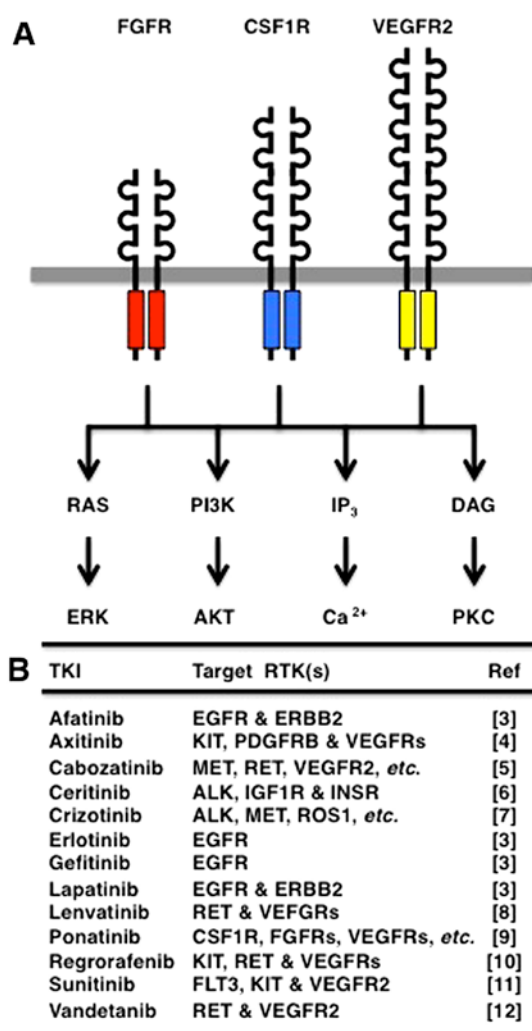 A
FGFR CSF1R VEGFR2
RAS PI3K IP₃ DAG
ERK AKT Ca²⁺ PKC
B TKI Target RTK(s) Ref
Afatinib EGFR & ERBB2 [3]
Axitinib KIT, PDGFRB & VEGFRs [4]
Cabozatinib MET, RET, VEGFR2, etc. [5]
Ceritinib ALK, IGF1R & INSR [6]
Crizotinib ALK, MET, ROS1, etc. [7]
Erlotinib EGFR [3]
Gefitinib EGFR [3]
Lapatinib EGFR & ERBB2 [3]
Lenvatinib RET & VEFGRs [8]
Ponatinib CSF1R, FGFRs, VEGFRs, etc. [9]
Regrorafenib KIT, RET & VEGFRs [10]
Sunitinib FLT3, KIT & VEGFR2 [11]
Vandetanib RET & VEGFR2 [12]